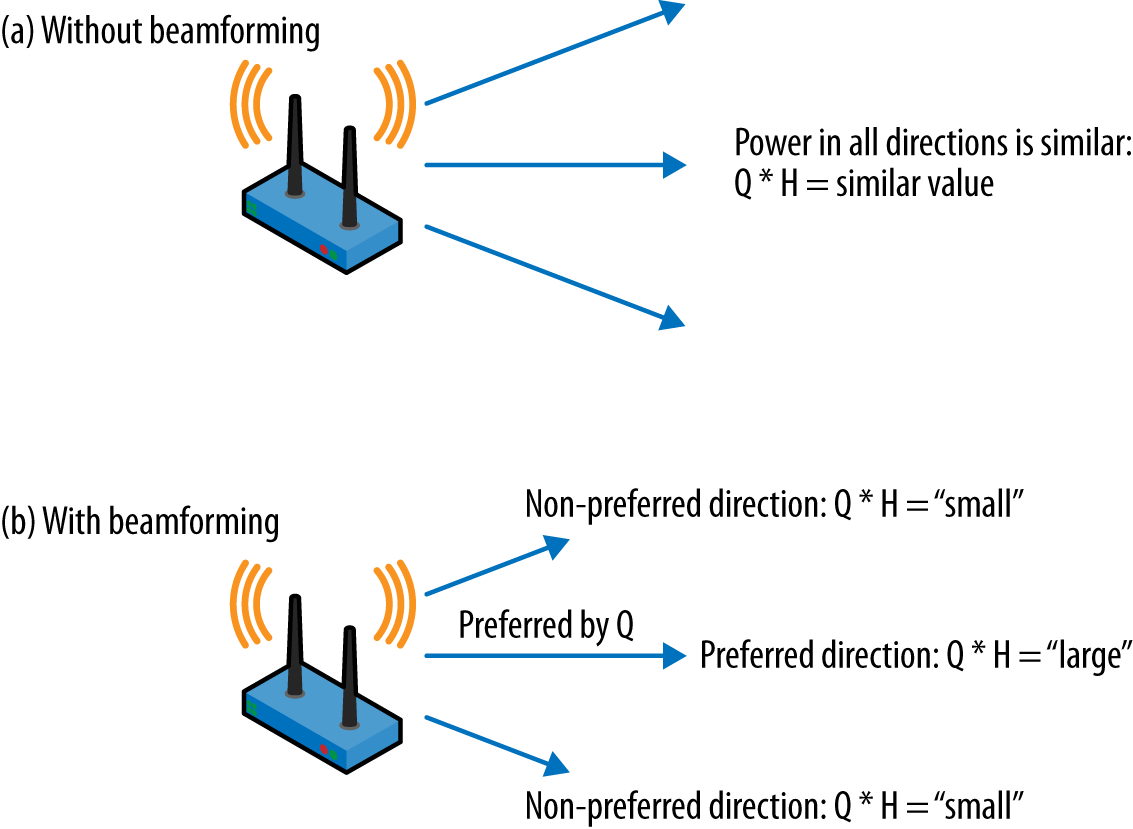 (a) Without beamforming
Power in all directions is similar:
Q * H = similar value
(b) With beamforming
Non-preferred direction: Q * H = “small”
Preferred by Q
Preferred direction: Q * H = “large”
Non-preferred direction: Q * H = “small”